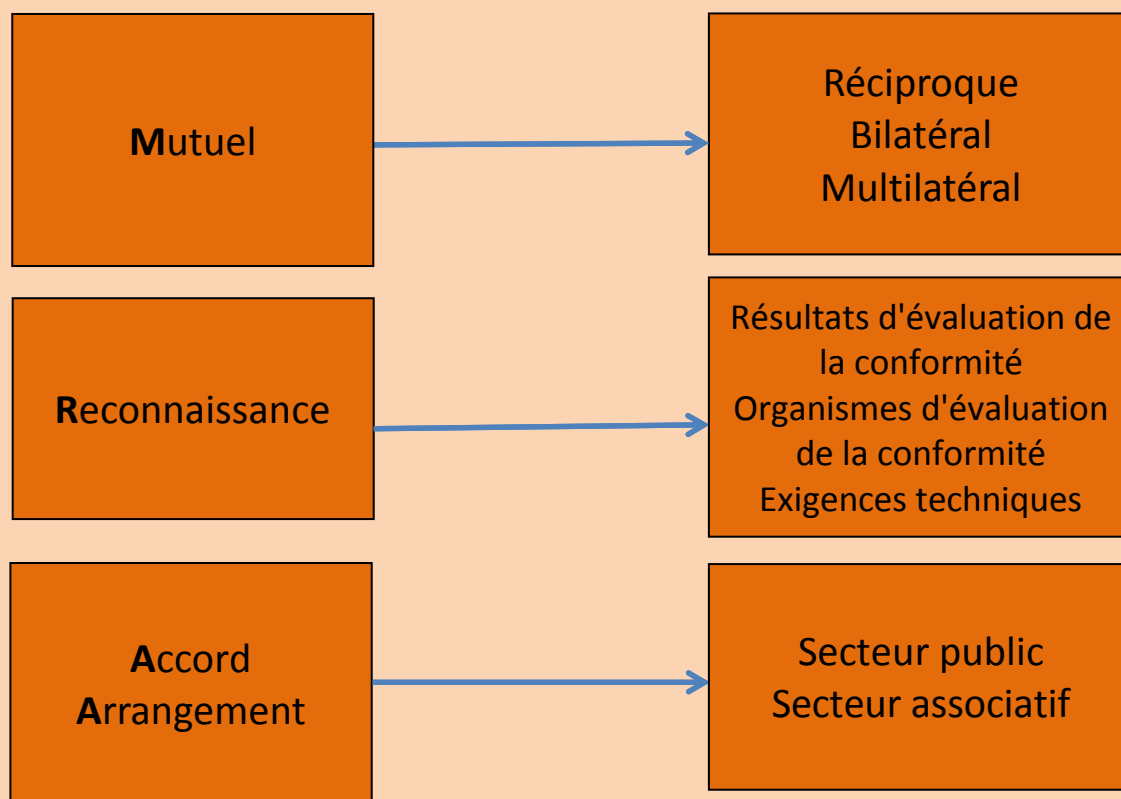 Mutuel
Réciproque
Bilatéral
Multilatéral
Reconnaissance
Résultats d'évaluation de
la conformité
Organismes d'évaluation
de la conformité
Exigences techniques
Accord
Arrangement
Secteur public
Secteur associatif